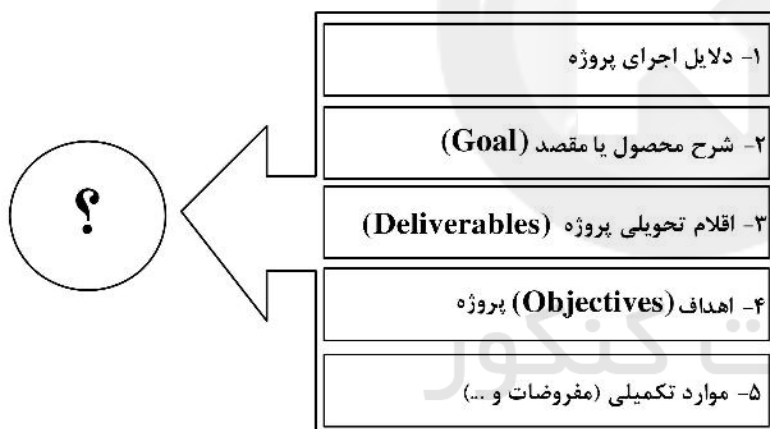 ۱- دلایل اجرای پروژه
۲- شرح محصول یا مقصد (Goal)
۳- اقلام تحویلی پروژه (Deliverables)
؟
۴- اهداف (Objectives) پروژه
۵- موارد تکمیلی (مفروضات و ...)
ت کنکور